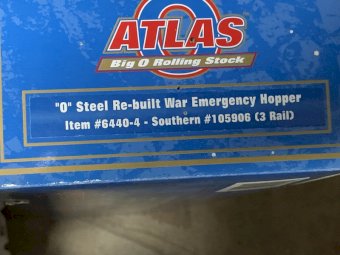 ATLAS
Big O Rolling Stock
"O" Steel Re-built War Emergency Hopper
Item #6440-4 - Southern #105906 (3 Rail)